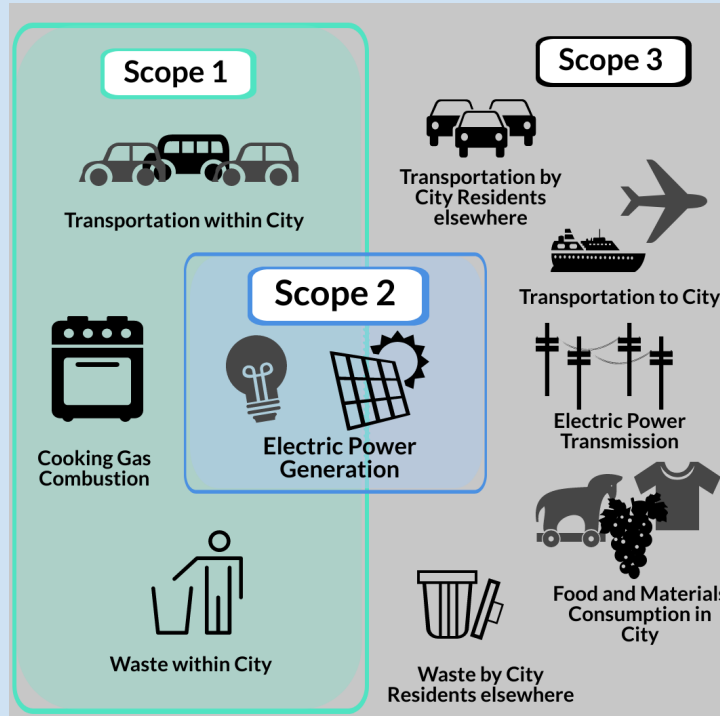 Scope 1
Transportation within City
Cooking Gas
Combustion
Waste within City
Scope 2
Electric Power
Generation
Scope 3
Transportation by
City Residents
elsewhere
Transportation to City
Electric Power
Transmission
Food and Materials
Consumption in
City
Waste by City
Residents elsewhere